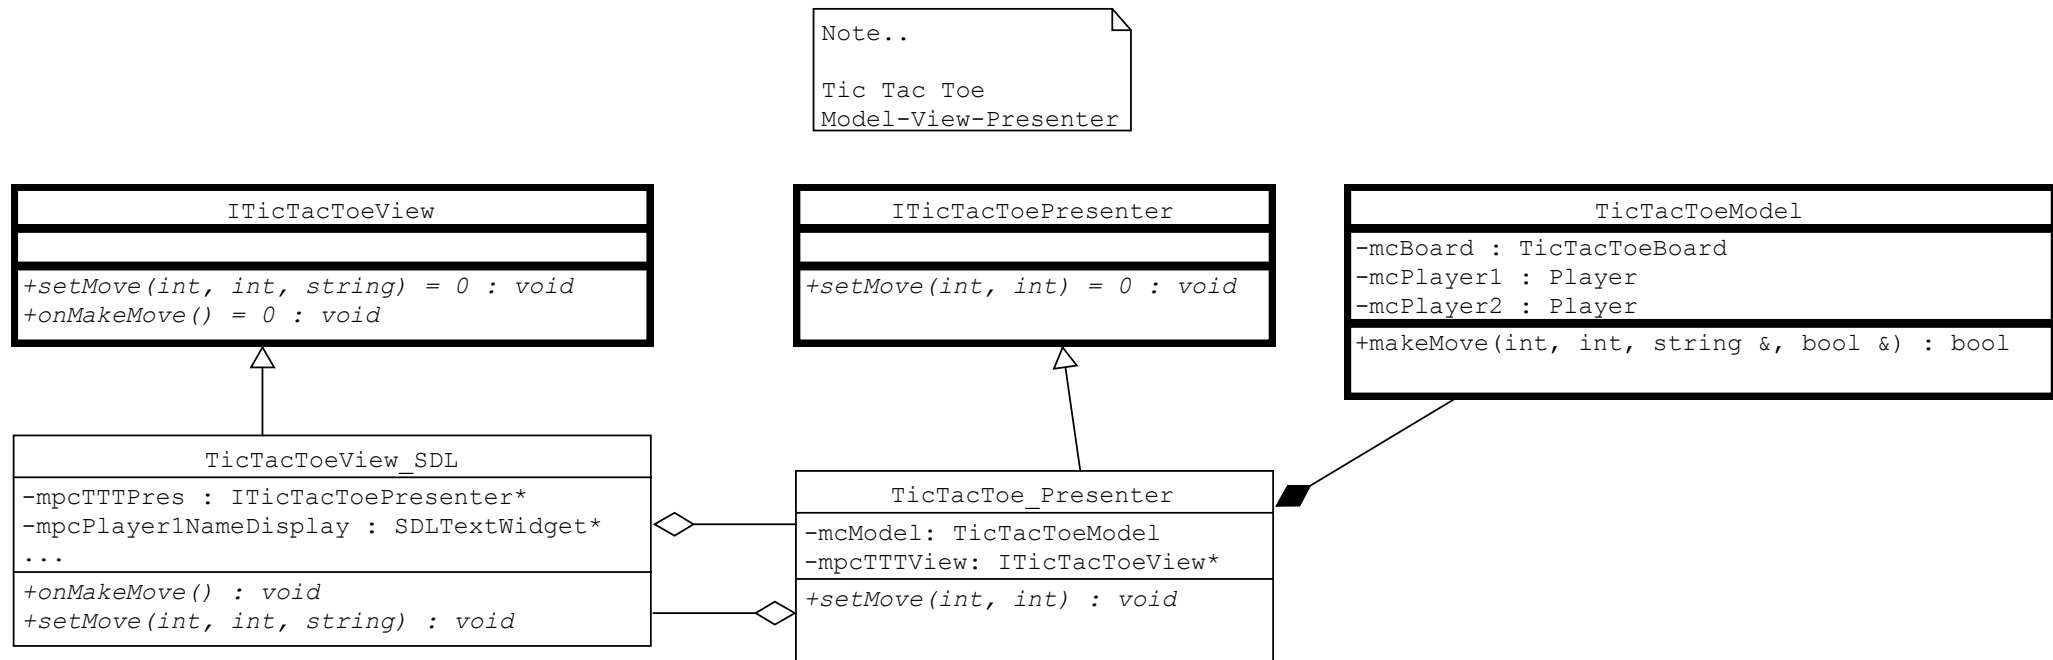 Note..
Tic Tac Toe
Model-View-Presenter
ITicTacToeView
+setMove(int, int, string) = 0 : void
+onMakeMove() = 0 : void
ITicTacToePresenter
+setMove(int, int) = 0 : void
TicTacToeModel
-mcBoard : TicTacToeBoard
-mcPlayer1 : Player
-mcPlayer2 : Player
+makeMove(int, int, string &, bool &) : bool
TicTacToeView_SDL
-mpcTTTPres : ITicTacToePresenter*
-mpcPlayer1NameDisplay : SDLTextWidget*
...
+onMakeMove() : void
+setMove(int, int, string) : void
TicTacToe_Presenter
-mcModel: TicTacToeModel
-mpcTTTView: ITicTacToeView*
+setMove(int, int) : void